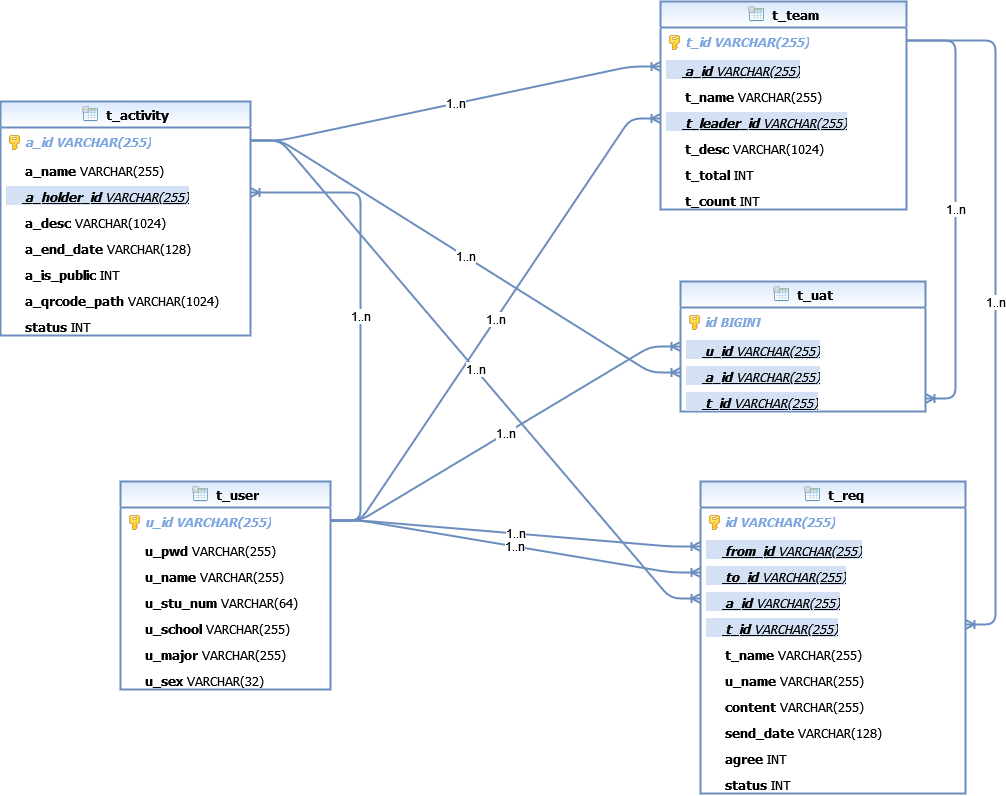 t_team
t_id VARCHAR(255)
a_id VARCHAR(255)
t_name VARCHAR(255)
t_leader_id VARCHAR(255)
t_desc VARCHAR(1024)
t_total INT
t_count INT
t_activity
a_id VARCHAR(255)
a_name VARCHAR(255)
a_holder_id VARCHAR(255)
a_desc VARCHAR(1024)
a_end_date VARCHAR(128)
a_is_public INT
a_qrcode_path VARCHAR(1024)
status INT
t_uat
id BIGINT
u_id VARCHAR(255)
a_id VARCHAR(255)
t_id VARCHAR(255)
t_user
u_id VARCHAR(255)
u_pwd VARCHAR(255)
u_name VARCHAR(255)
u_stu_num VARCHAR(64)
u_school VARCHAR(255)
u_major VARCHAR(255)
u_sex VARCHAR(32)
t_req
id VARCHAR(255)
from_id VARCHAR(255)
to_id VARCHAR(255)
a_id VARCHAR(255)
t_id VARCHAR(255)
t_name VARCHAR(255)
u_name VARCHAR(255)
content VARCHAR(255)
send_date VARCHAR(128)
agree INT
status INT
1..n
1..n
1..n
1..n
1..n
1..n
1..n
1..n
1..n
1..n